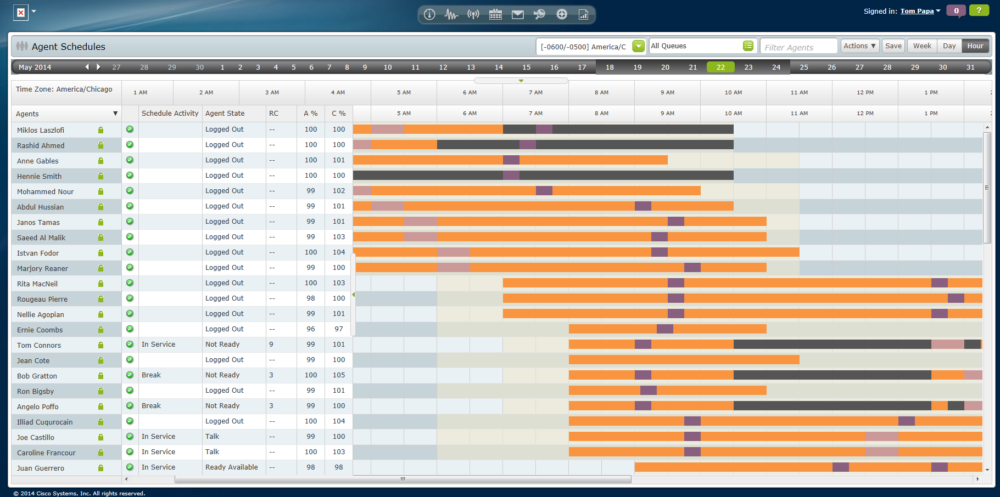 Signed in: Tom Papa 0 ?
Agent Schedules [-0600/-0500] America/C All Queues Filter Agents Actions ▼ Save Week Day Hour
May 2014 27 28 29 30 1 2 3 4 5 6 7 8 9 10 11 12 13 14 15 16 17 18 19 20 21 22 23 24 25 26 27 28 29 30 31
Time Zone: America/Chicago 1 AM 2 AM 3 AM 4 AM 5 AM 6 AM 7 AM 8 AM 9 AM 10 AM 11 AM 12 PM 1 PM 2
Agents ▼ Schedule Activity Agent State RC A % C % 5 AM 6 AM 7 AM 8 AM 9 AM 10 AM 11 AM 12 PM 1 PM 2
Miklos Laszlofi Logged Out -- 100 100
Rashid Ahmed Logged Out -- 100 100
Anne Gables Logged Out -- 100 101
Hennie Smith Logged Out -- 100 100
Mohammed Nour Logged Out -- 99 102
Abdul Hussian Logged Out -- 99 101
Janos Tamas Logged Out -- 99 101
Saeed Al Malik Logged Out -- 99 103
Istvan Fodor Logged Out -- 100 104
Marjory Reaner Logged Out -- 99 100
Rita MacNeil Logged Out -- 100 103
Rougeau Pierre Logged Out -- 98 100
Nellie Agopian Logged Out -- 99 101
Ernie Coombs Logged Out -- 96 97
Tom Connors In Service Not Ready 9 99 101
Jean Cote Logged Out -- 99 100
Bob Gratton Break Not Ready 3 100 105
Ron Bigsby Logged Out -- 99 101
Angelo Poffo Break Not Ready 3 99 100
Illiad Cuqurocain Logged Out -- 100 104
Joe Castillo In Service Talk -- 99 100
Caroline Francour In Service Talk -- 100 103
Juan Guerrero In Service Ready Available -- 98 98
© 2014 Cisco Systems, Inc. All rights reserved.